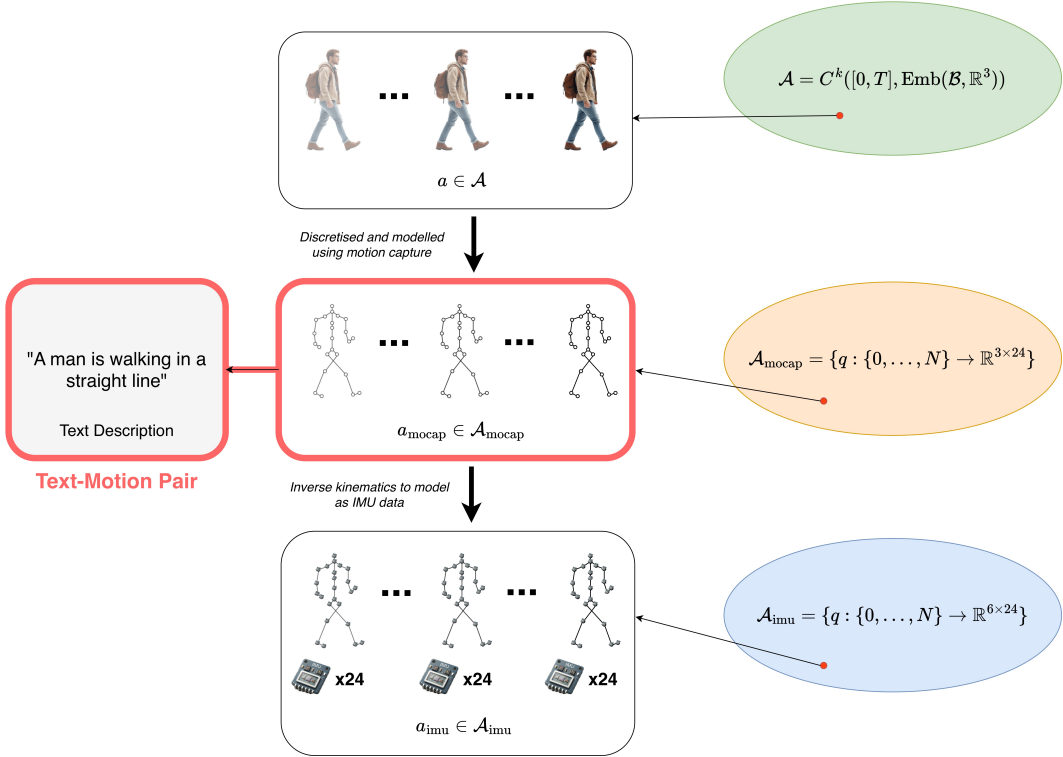 𝒜 = Cᵏ([0, T], Emb(ℬ, ℝ³))
a ∈ 𝒜
Discretised and modelled
using motion capture
"A man is walking in a
straight line"
Text Description
Text-Motion Pair
a_mocap ∈ 𝒜_mocap
𝒜_mocap = {q : {0, . . . , N} → ℝ^{3×24}}
Inverse kinematics to model
as IMU data
x24
x24
x24
a_imu ∈ 𝒜_imu
𝒜_imu = {q : {0, . . . , N} → ℝ^{6×24}}